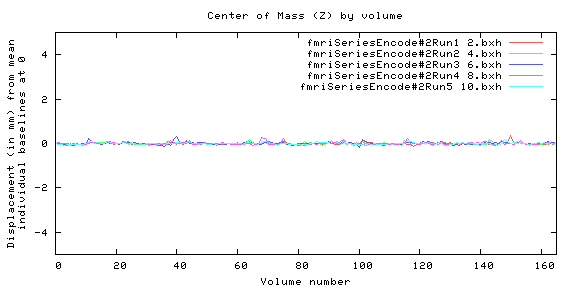 Center of Mass (Z) by volume
fmriSeriesEncode#2Run1 2.bxh
fmriSeriesEncode#2Run2 4.bxh
fmriSeriesEncode#2Run3 6.bxh
fmriSeriesEncode#2Run4 8.bxh
fmriSeriesEncode#2Run5 10.bxh
Displacement (in mm) from mean
individual baselines at 0
4
2
0
-2
-4
0 20 40 60 80 100 120 140 160
Volume number